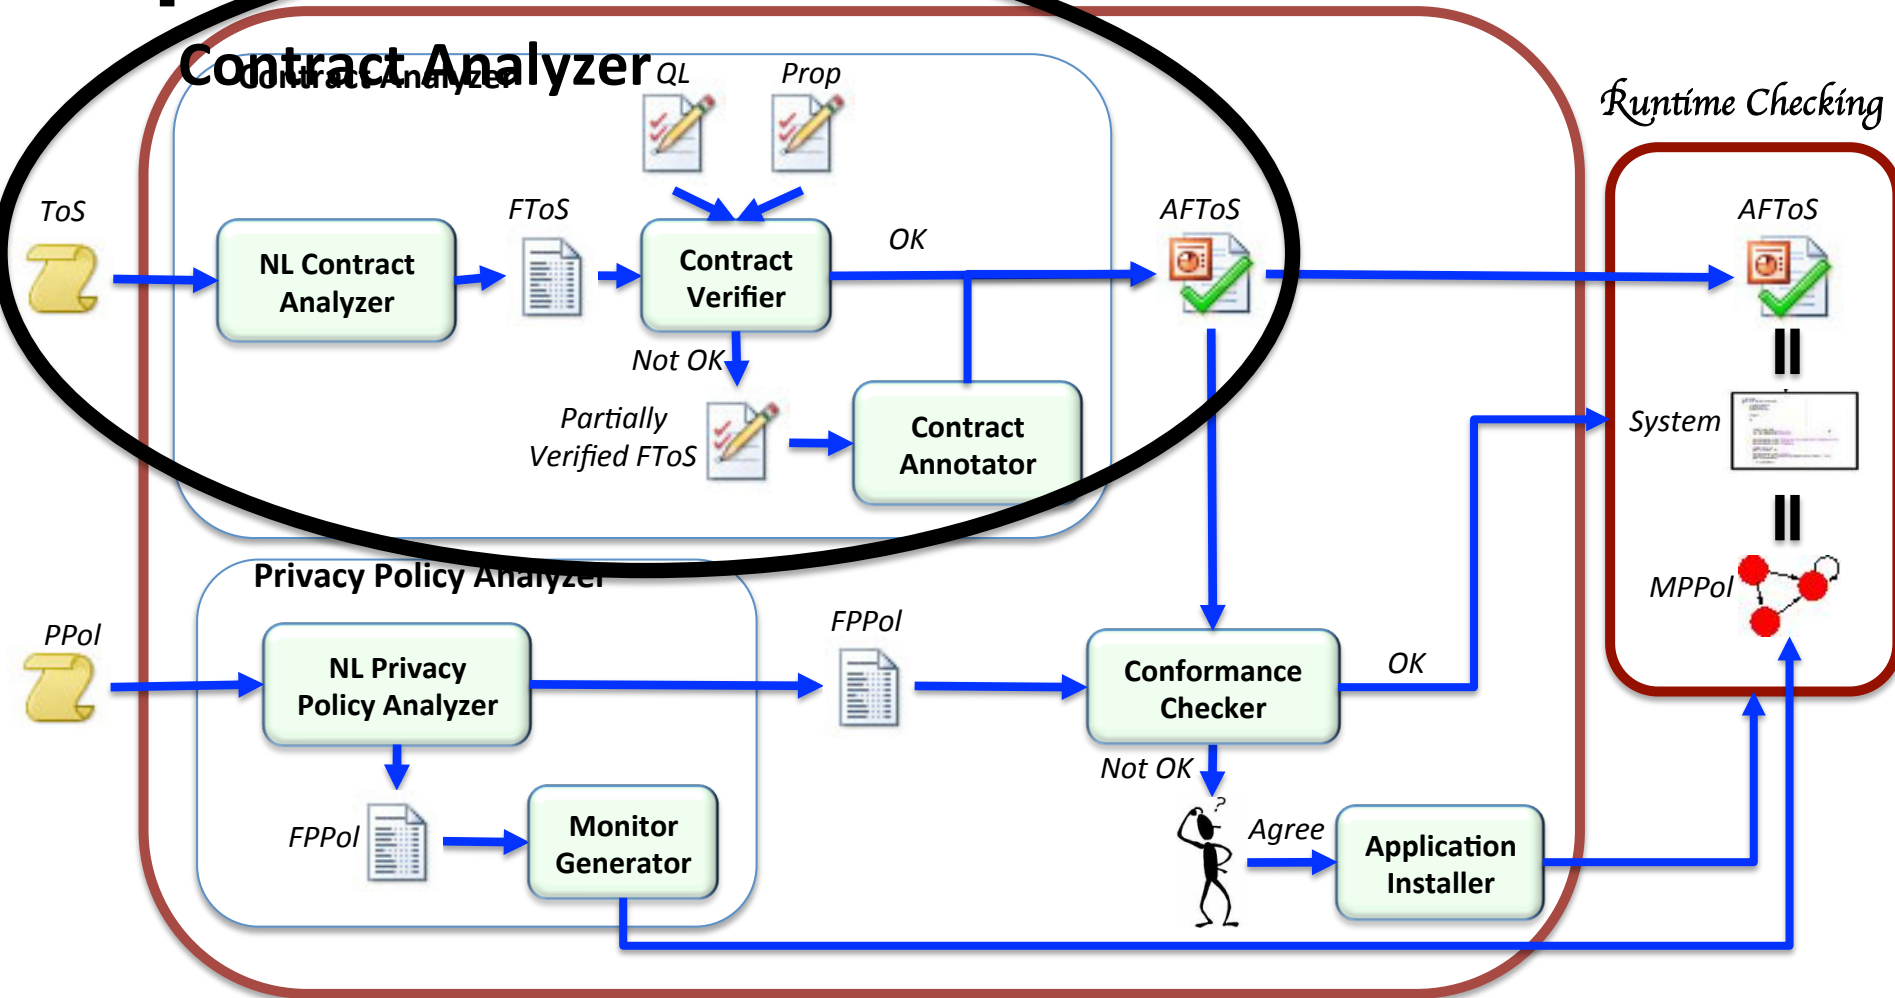 Contract Analyzer
Contract Analyzer
QL
Prop
Runtime Checking
ToS
FToS
AFToS
AFToS
NL Contract
Analyzer
Contract
Verifier
OK
Not OK
Partially
Verified FToS
Contract
Annotator
System
Privacy Policy Analyzer
MPPol
PPol
FPPol
NL Privacy
Policy Analyzer
Conformance
Checker
OK
Not OK
FPPol
Monitor
Generator
?
Agree
Application
Installer